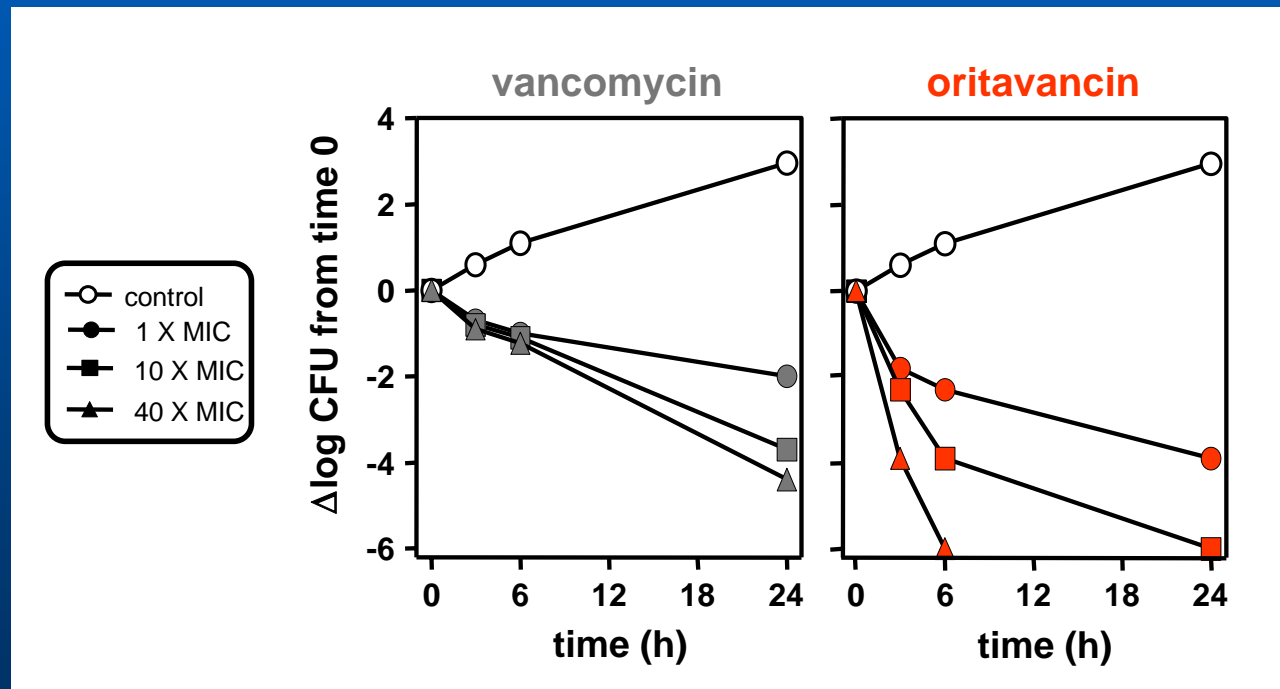 vancomycin
oritavancin
Δlog CFU from time 0
4
2
0
-2
-4
-6
control
1 X MIC
10 X MIC
40 X MIC
0 6 12 18 24
0 6 12 18 24
time (h)
time (h)